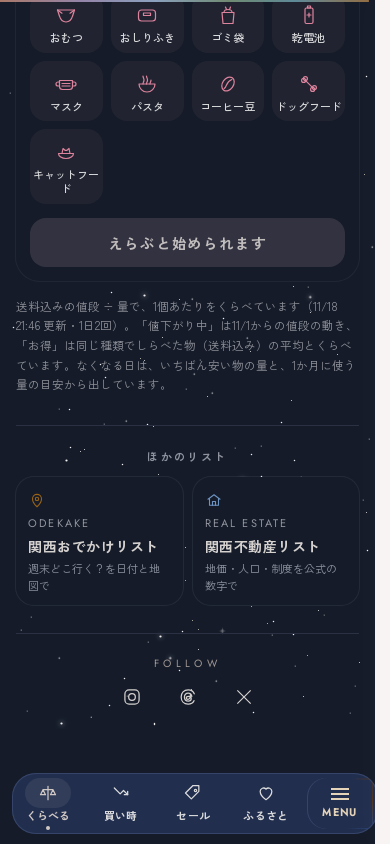 おむつ
おしりふき
ゴミ袋
乾電池
マスク
パスタ
コーヒー豆
ドッグフード
キャットフー
ド
えらぶと始められます
送料込みの値段 ÷ 量で、1個あたりをくらべています（11/18
21:46 更新・1日2回）。「値下がり中」は11/1からの値段の動き、
「お得」は同じ種類でしらべた物（送料込み）の平均とくらべ
ています。なくなる日は、いちばん安い物の量と、1か月に使う
量の目安から出しています。
ほかのリスト
ODEKAKE
関西おでかけリスト
週末どこ行く？を日付と地
図で
REAL ESTATE
関西不動産リスト
地価・人口・制度を公式の
数字で
FOLLOW
くらべる
買い時
セール
ふるさと
MENU